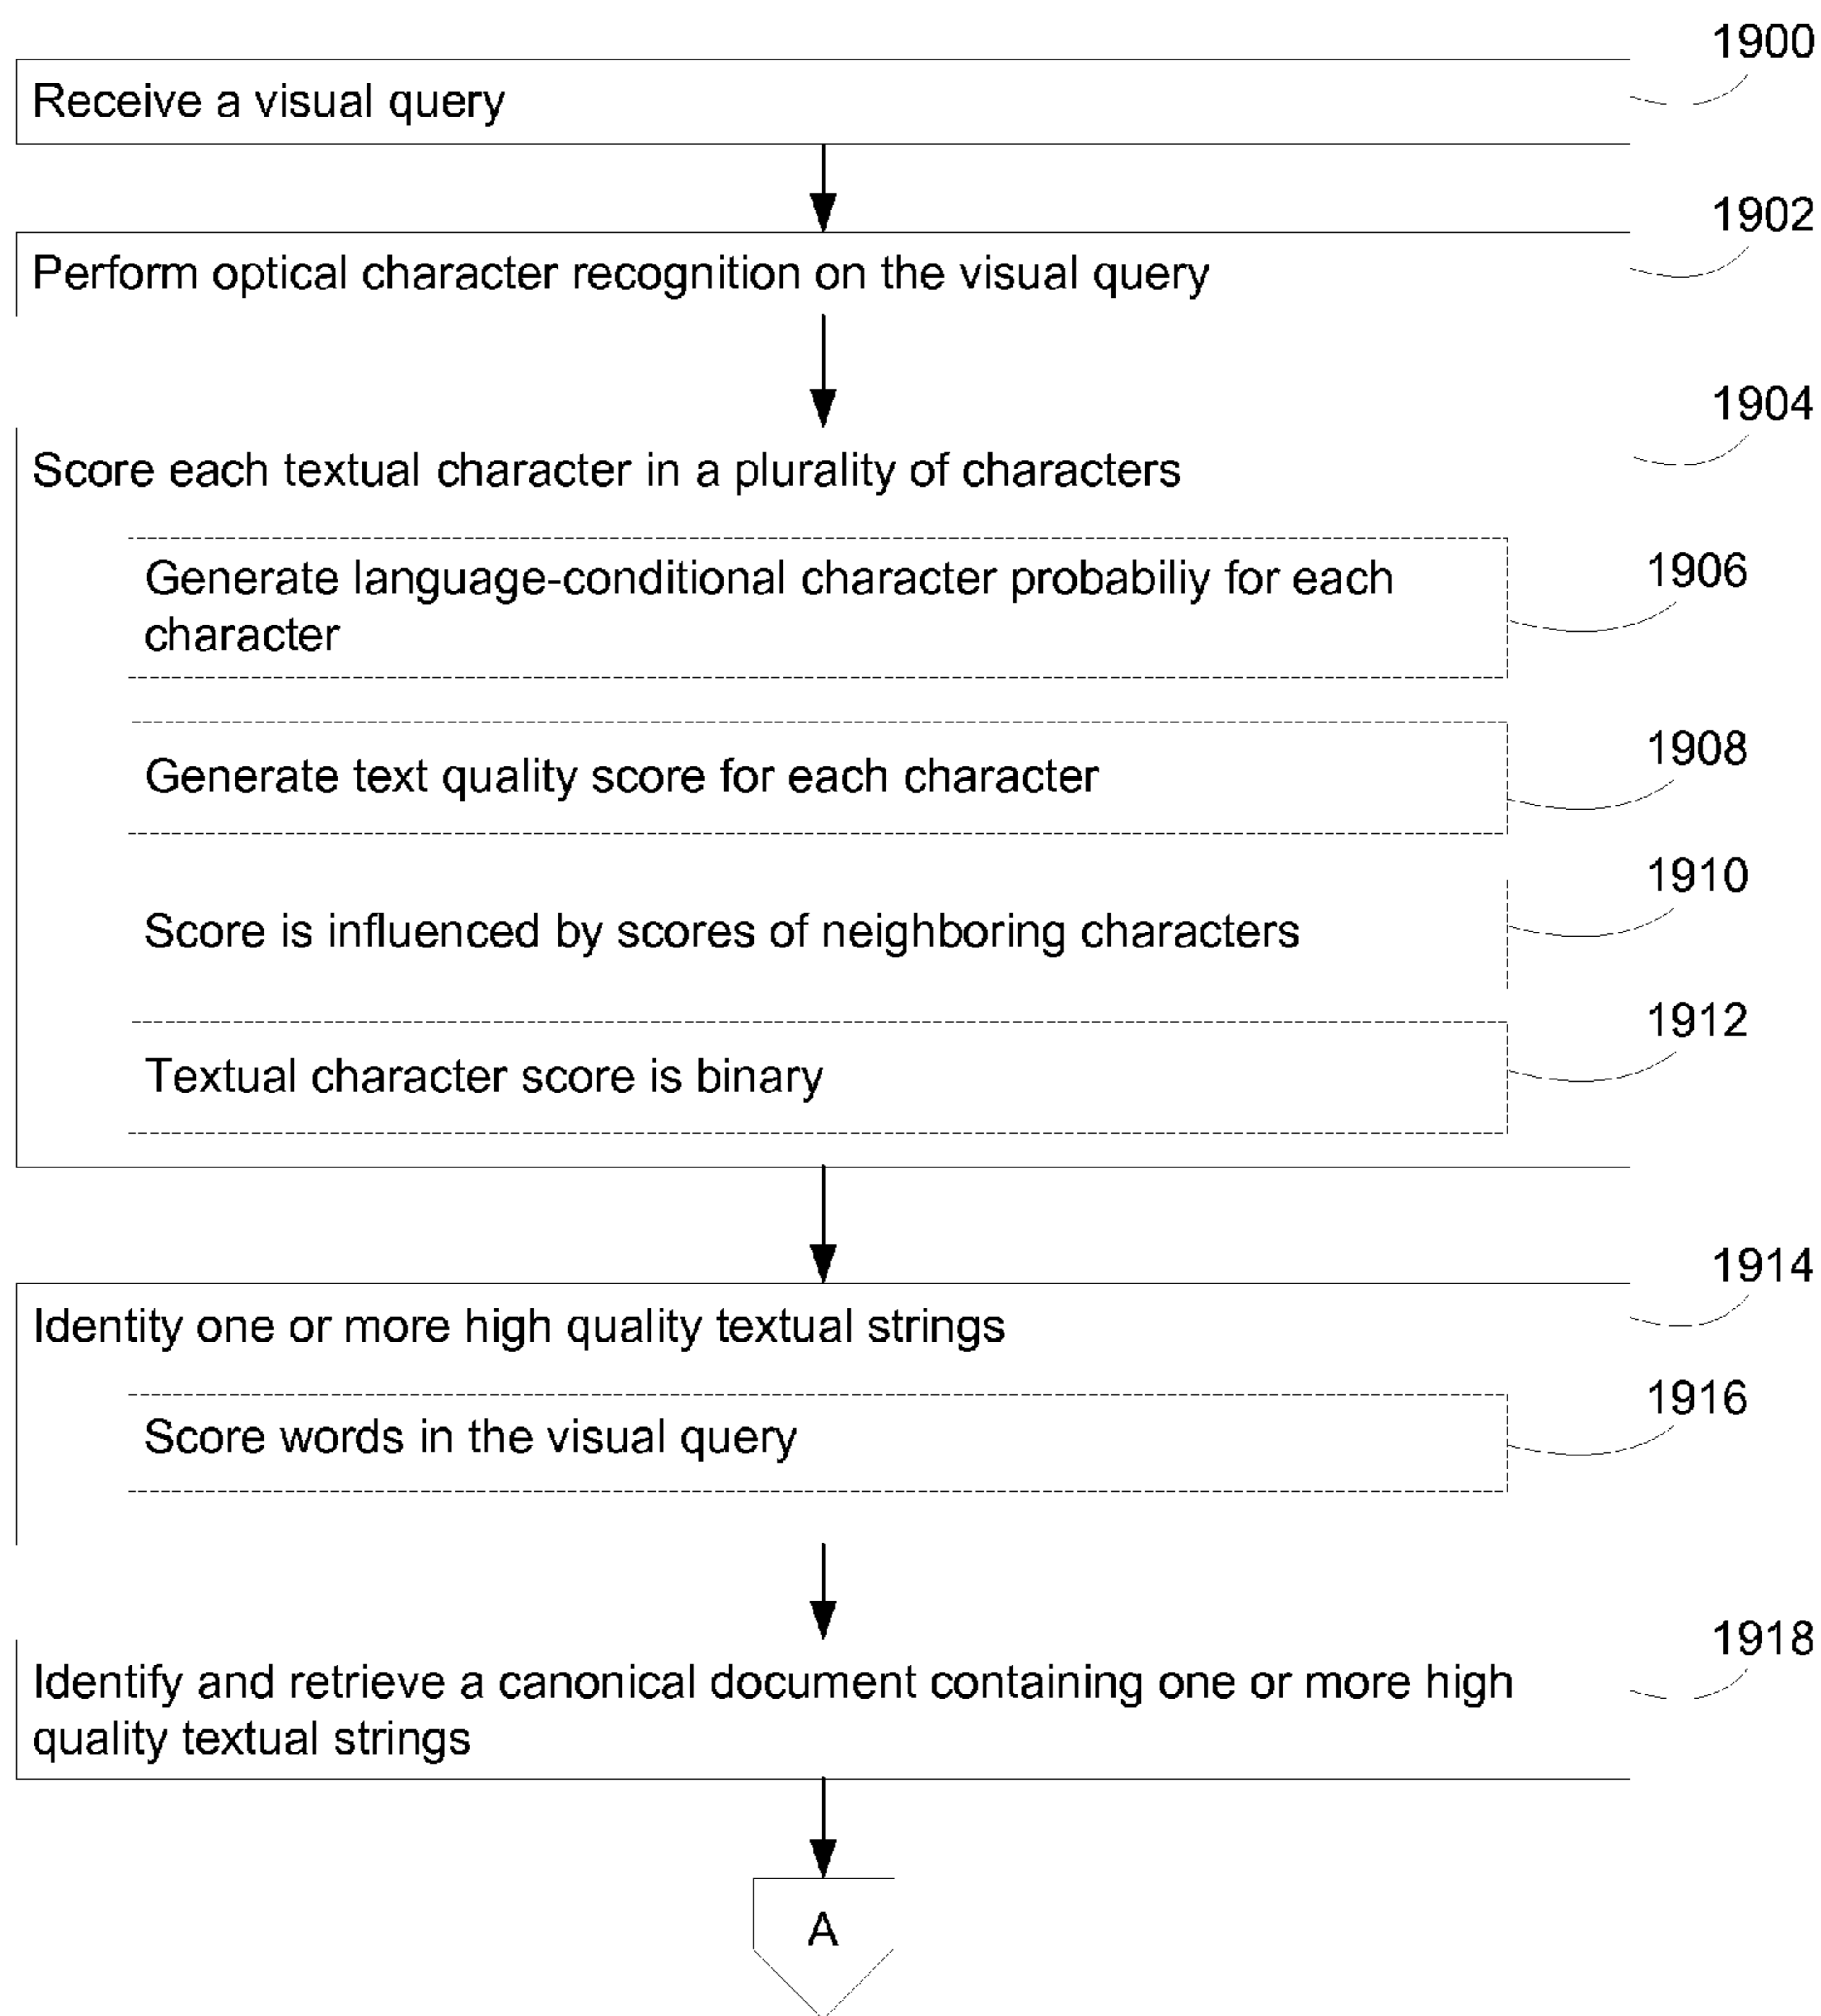 1900
Receive a visual query
1902
Perform optical character recognition on the visual query
1904
Score each textual character in a plurality of characters
1906
Generate language-conditional character probabiliy for each
character
1908
Generate text quality score for each character
1910
Score is influenced by scores of neighboring characters
1912
Textual character score is binary
1914
Identity one or more high quality textual strings
1916
Score words in the visual query
1918
Identify and retrieve a canonical document containing one or more high
quality textual strings
A